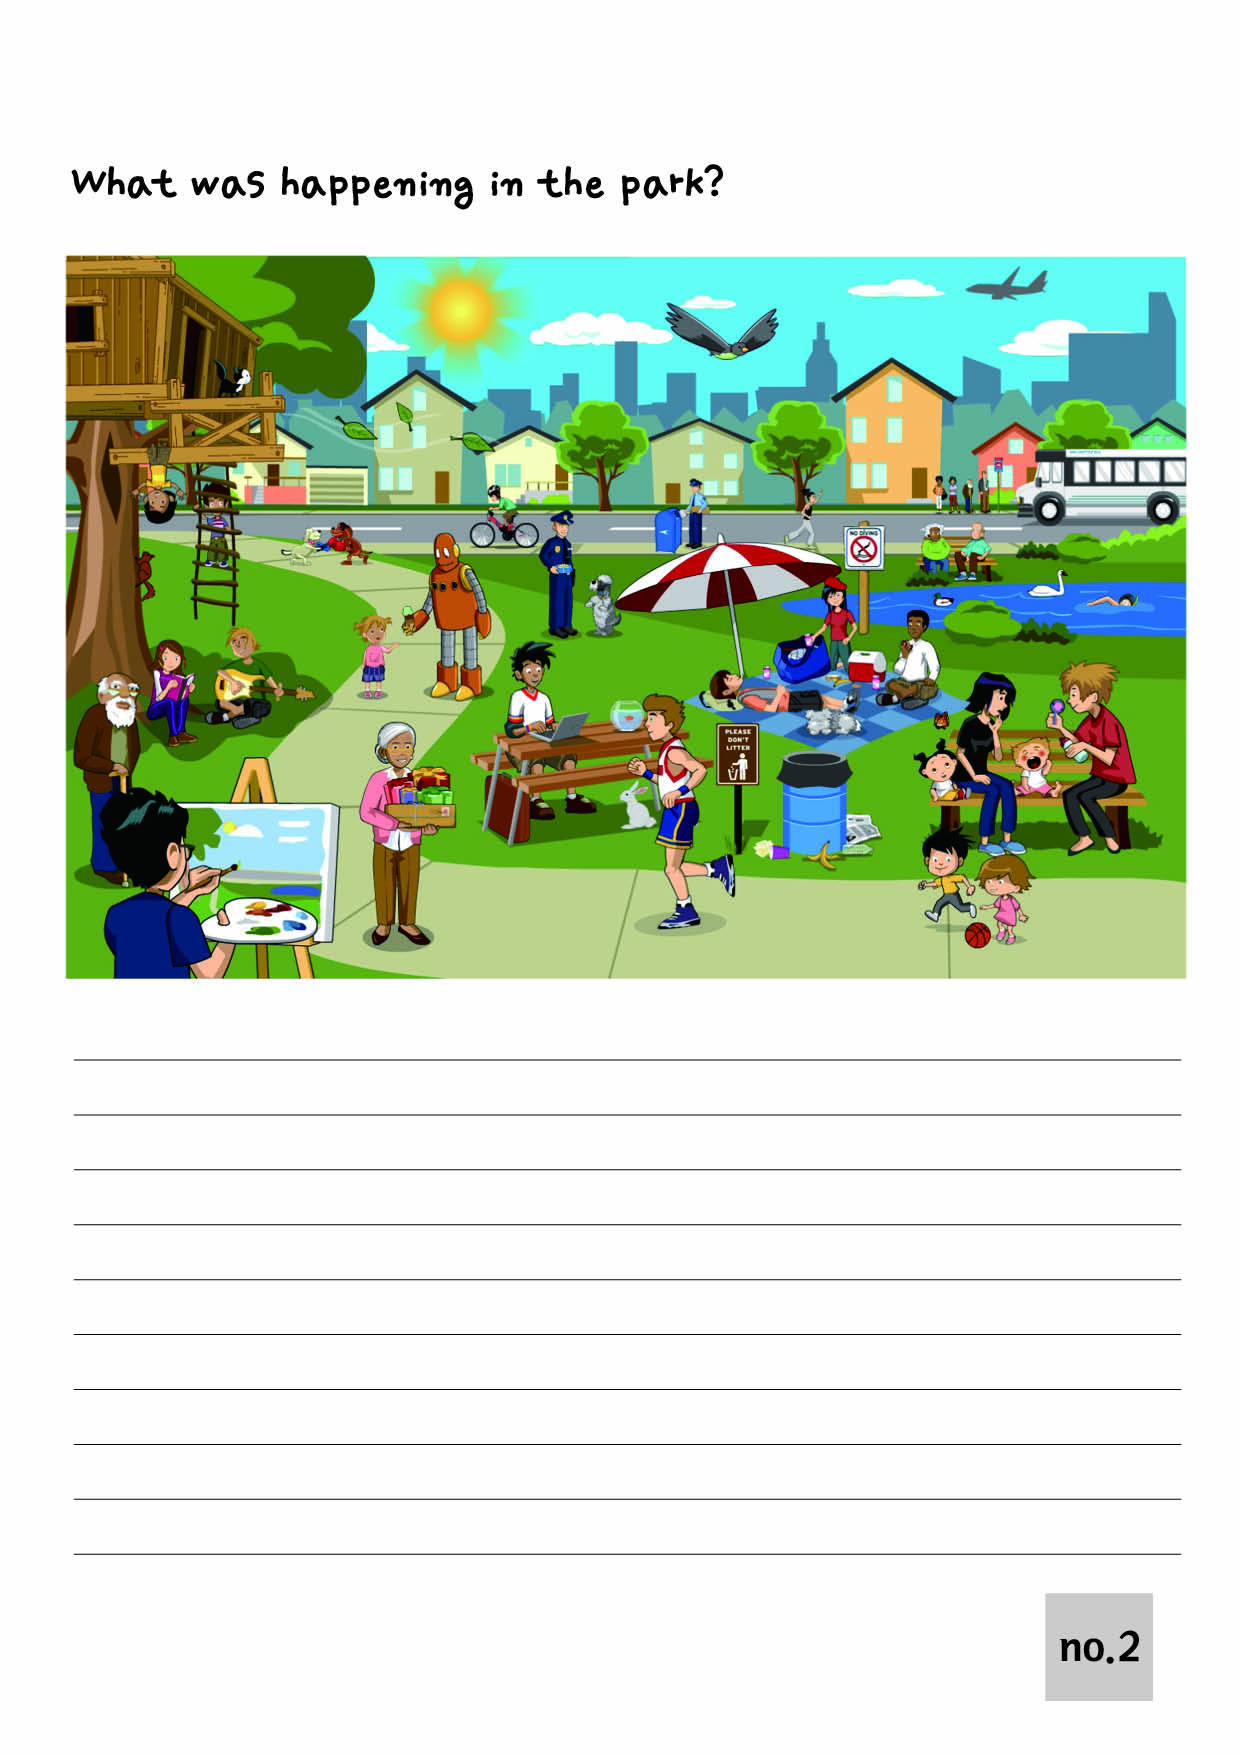 What was happening in the park?
NO DIVING
PLEASE
DON'T
LITTER
no.2